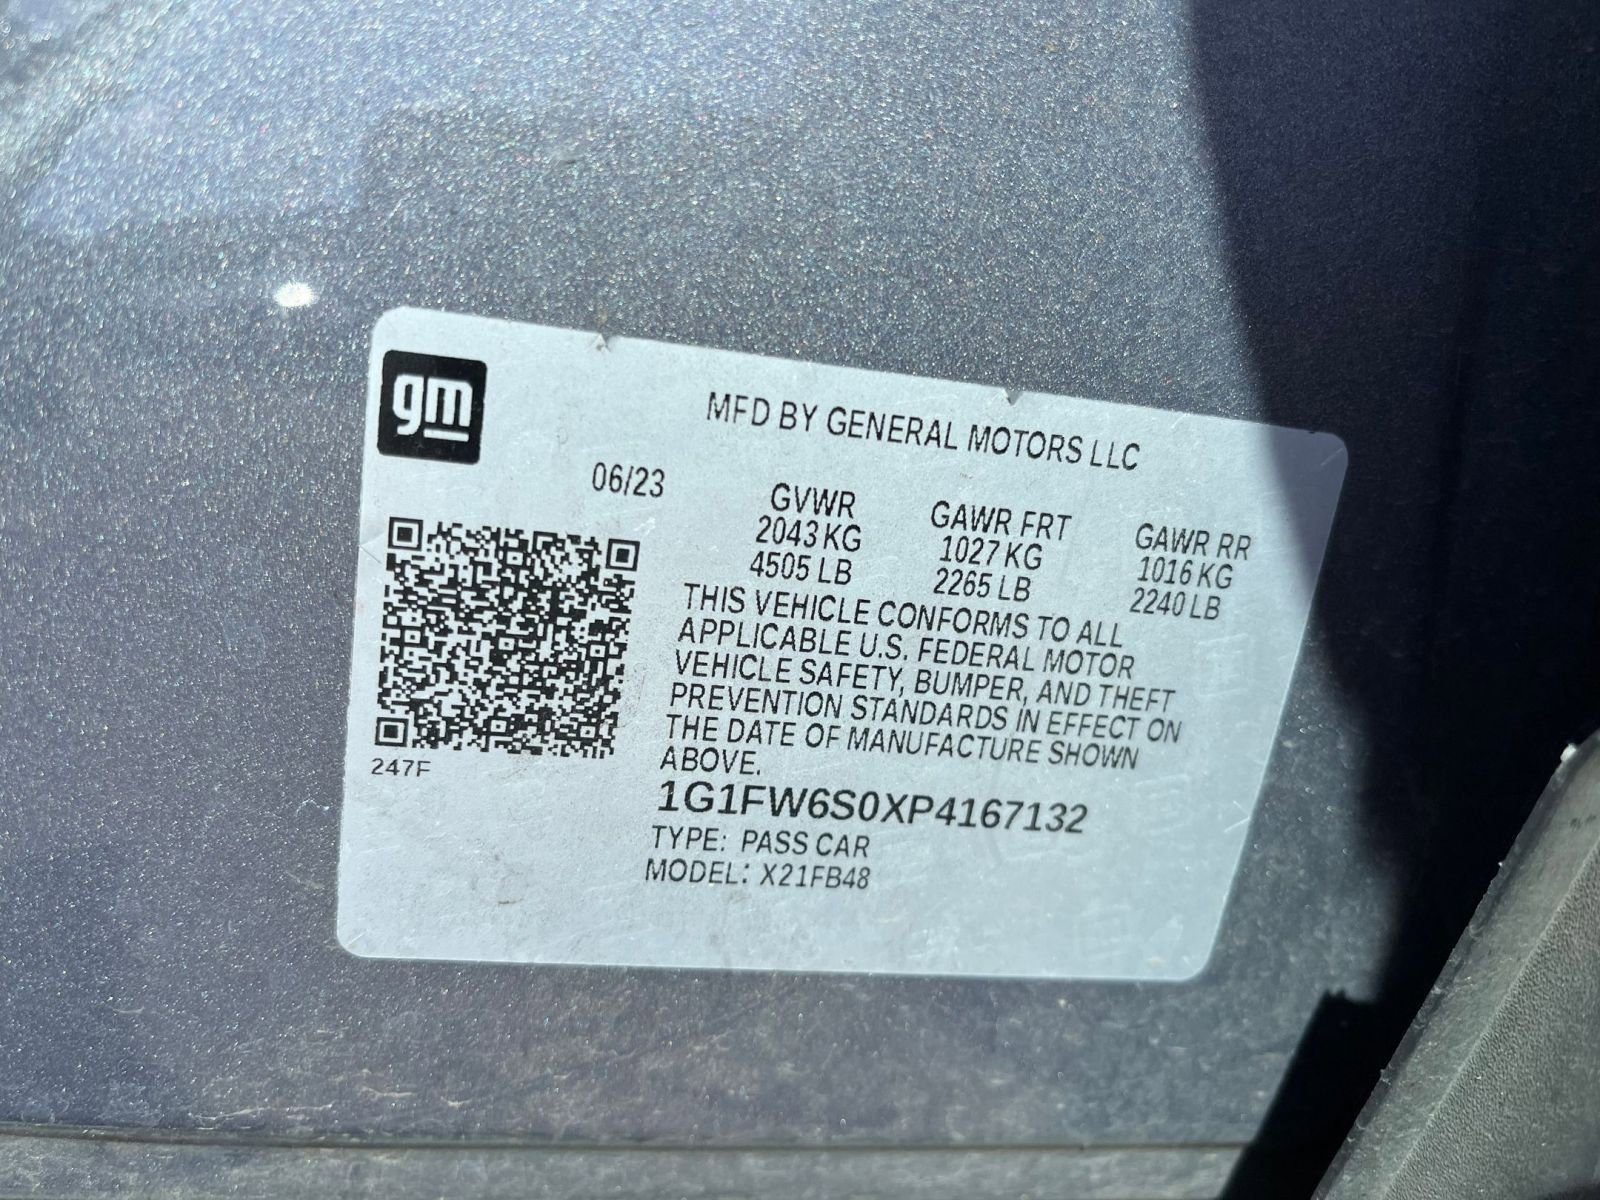 gm
MFD BY GENERAL MOTORS LLC
06/23
GVWR
2043 KG
4505 LB
GAWR FRT
1027 KG
2265 LB
GAWR RR
1016 KG
2240 LB
THIS VEHICLE CONFORMS TO ALL
APPLICABLE U.S. FEDERAL MOTOR
VEHICLE SAFETY, BUMPER, AND THEFT
PREVENTION STANDARDS IN EFFECT ON
THE DATE OF MANUFACTURE SHOWN
ABOVE.
247F
1G1FW6S0XP4167132
TYPE: PASS CAR
MODEL: X21FB48